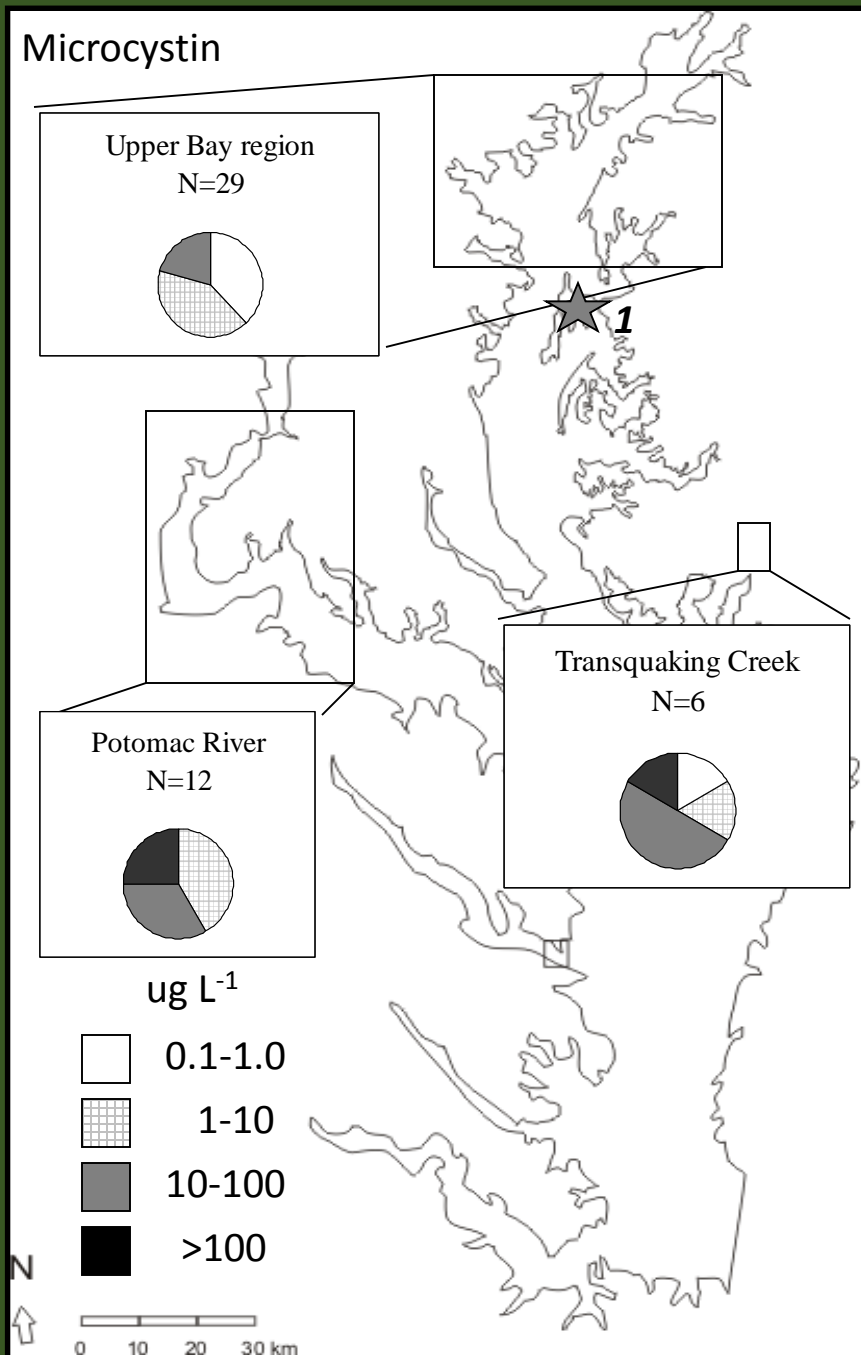 Microcystin
Upper Bay region
N=29
1
Transquaking Creek
N=6
Potomac River
N=12
ug L⁻¹
0.1-1.0
1-10
10-100
>100
N
0 10 20 30 km